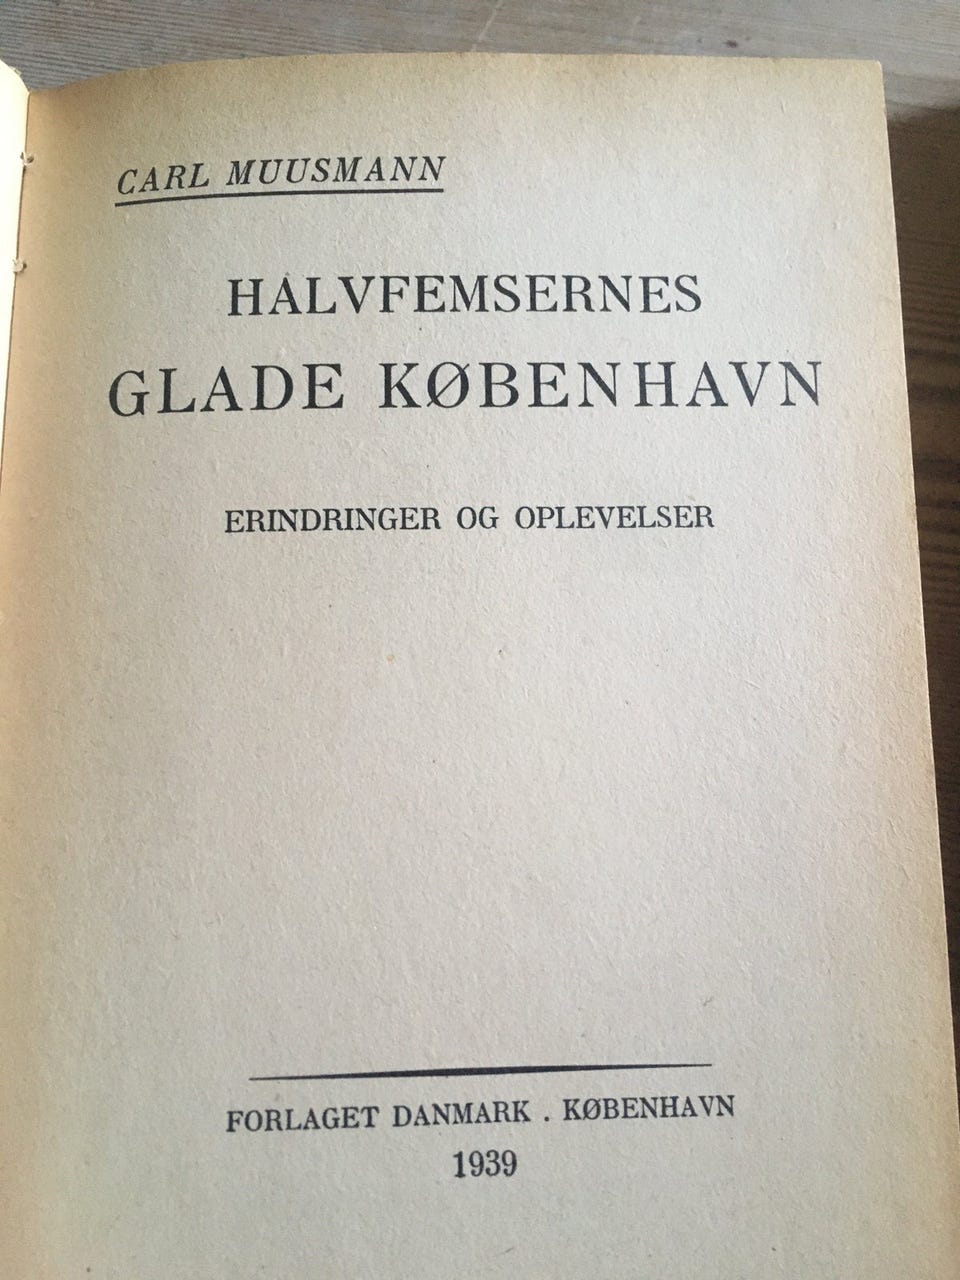 CARL MUUSMANN
HALVFEMSERNES
GLADE KØBENHAVN
ERINDRINGER OG OPLEVELSER
FORLAGET DANMARK . KØBENHAVN
1939